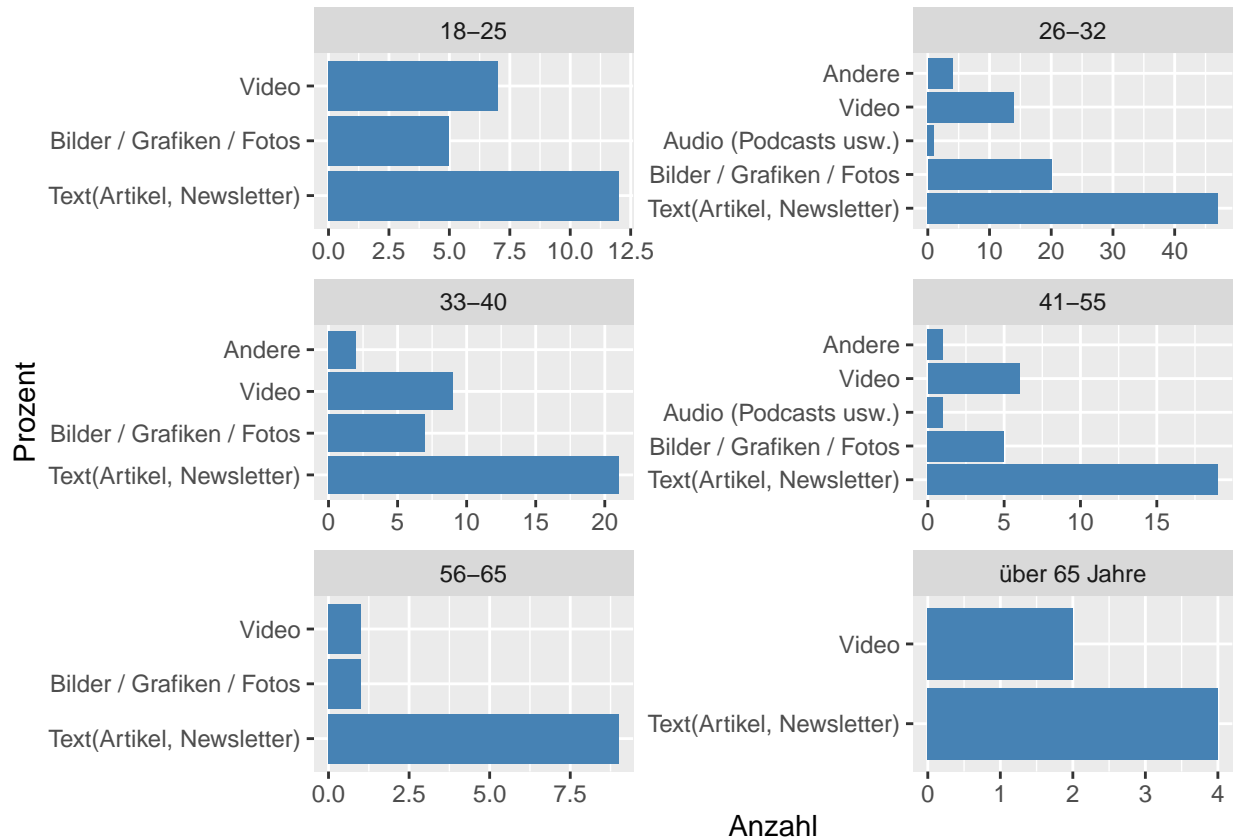 18−25
Video
Bilder / Grafiken / Fotos
Text(Artikel, Newsletter)
0.0 2.5 5.0 7.5 10.0 12.5
26−32
Andere
Video
Audio (Podcasts usw.)
Bilder / Grafiken / Fotos
Text(Artikel, Newsletter)
0 10 20 30 40
33−40
Andere
Video
Bilder / Grafiken / Fotos
Text(Artikel, Newsletter)
0 5 10 15 20
41−55
Andere
Video
Audio (Podcasts usw.)
Bilder / Grafiken / Fotos
Text(Artikel, Newsletter)
0 5 10 15
56−65
Video
Bilder / Grafiken / Fotos
Text(Artikel, Newsletter)
0.0 2.5 5.0 7.5
über 65 Jahre
Video
Text(Artikel, Newsletter)
0 1 2 3 4
Prozent
Anzahl